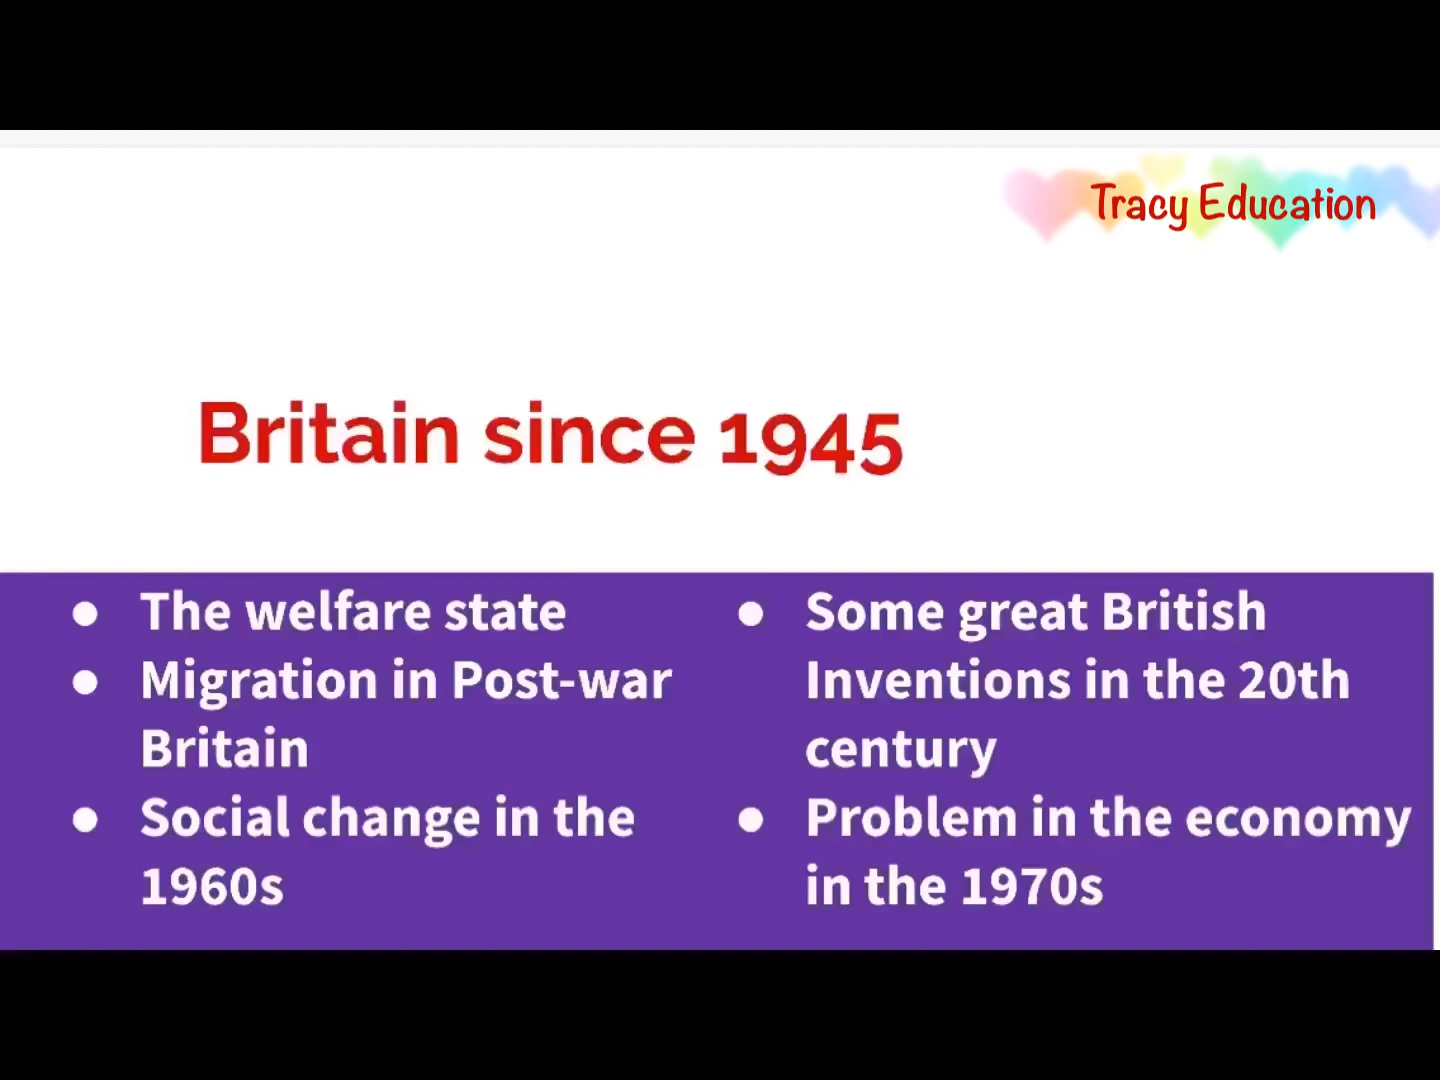 Tracy Education
Britain since 1945
● The welfare state
● Migration in Post-war
Britain
● Social change in the
1960s
● Some great British
Inventions in the 20th
century
● Problem in the economy
in the 1970s